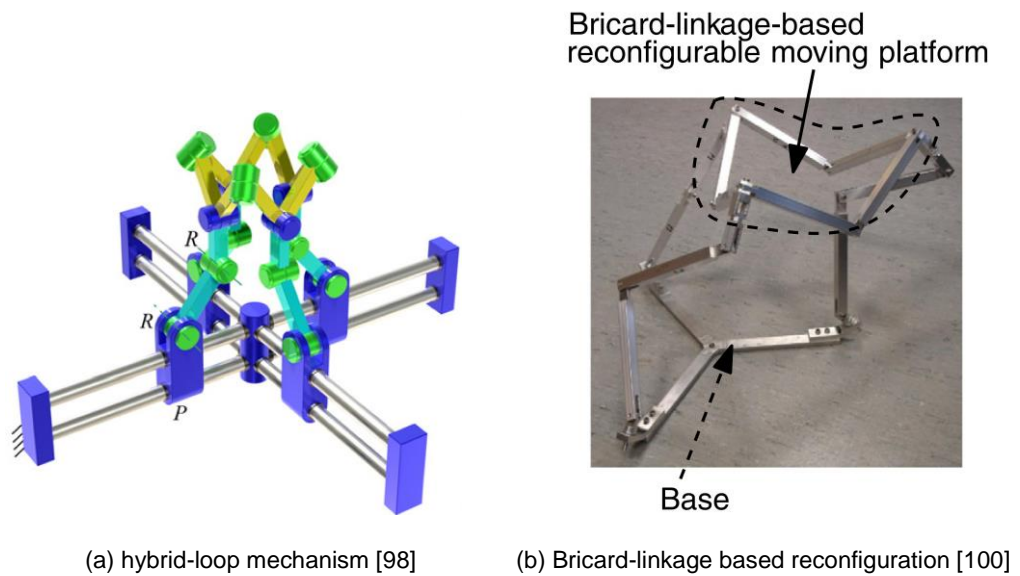 Bricard-linkage-based
reconfigurable moving platform
R
R
P
Base
(a) hybrid-loop mechanism [98]
(b) Bricard-linkage based reconfiguration [100]